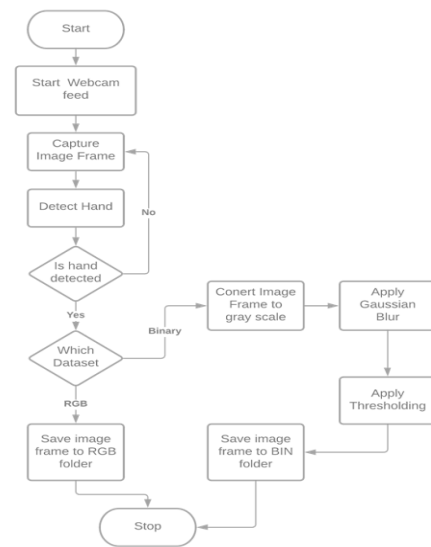 Start
Start Webcam
feed
Capture
Image Frame
Detect Hand
No
Is hand
detected
Yes
Which
Dataset
Binary
Conert Image
Frame to
gray scale
Apply
Gaussian
Blur
Apply
Thresholding
RGB
Save image
frame to RGB
folder
Save image
frame to BIN
folder
Stop